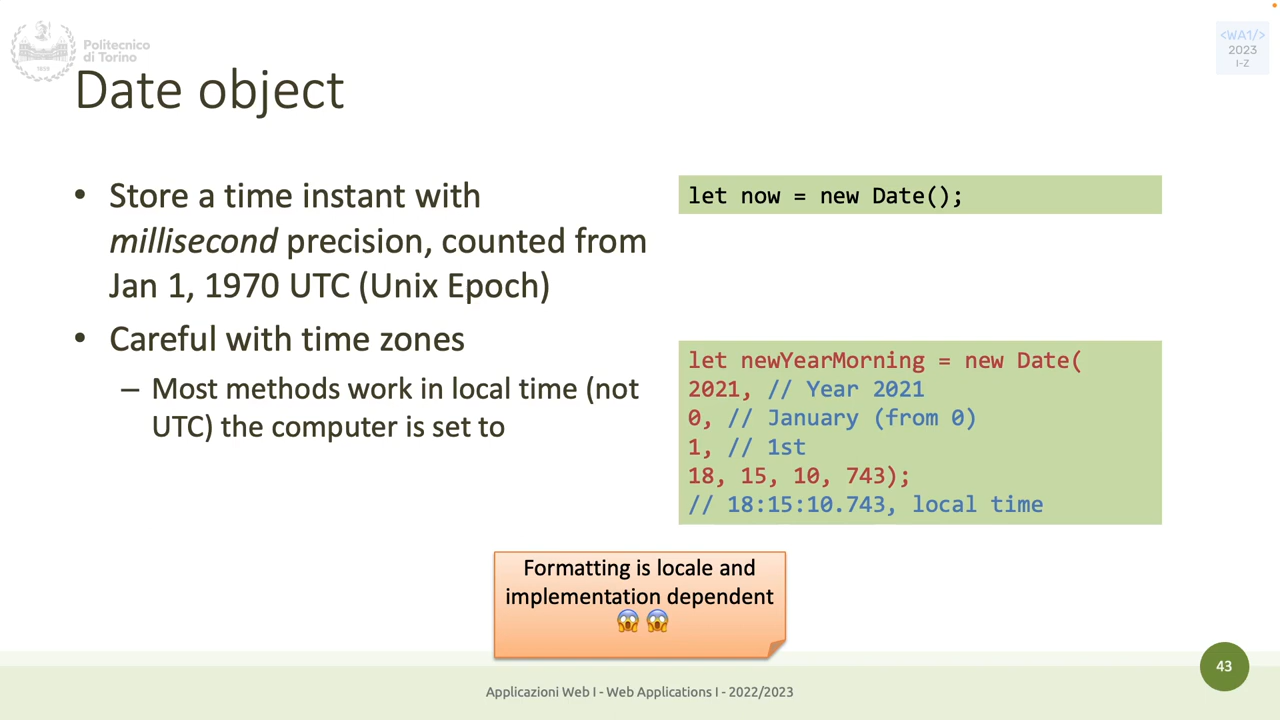 Politecnico
di Torino
1859
<WA1/>
2023
I-Z
Date object
• Store a time instant with
millisecond precision, counted from
Jan 1, 1970 UTC (Unix Epoch)
• Careful with time zones
– Most methods work in local time (not
UTC) the computer is set to
let now = new Date();
let newYearMorning = new Date(
2021, // Year 2021
0, // January (from 0)
1, // 1st
18, 15, 10, 743);
// 18:15:10.743, local time
Formatting is locale and
implementation dependent
😱 😱
43
Applicazioni Web I - Web Applications I - 2022/2023